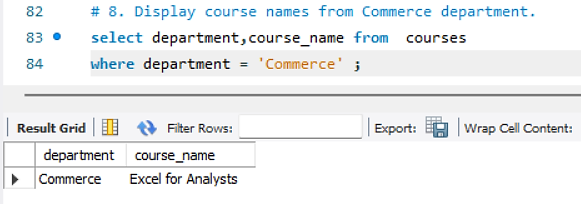 82 # 8. Display course names from Commerce department.
83 select department,course_name from courses
84 where department = 'Commerce' ;
Result Grid Filter Rows: Export: Wrap Cell Content:
department course_name
Commerce Excel for Analysts